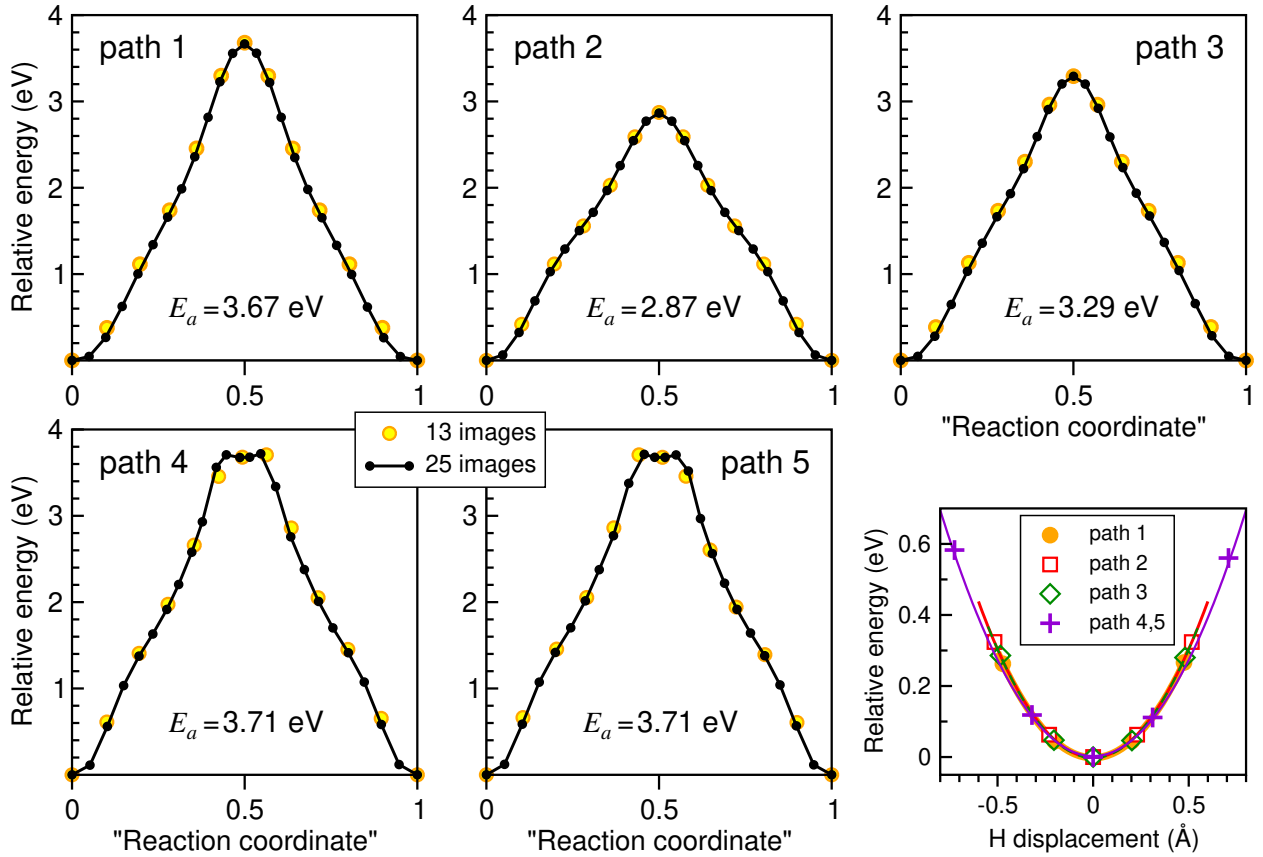 path 1
path 2
path 3
Relative energy (eV)
4
3
2
1
E_a = 3.67 eV
E_a = 2.87 eV
E_a = 3.29 eV
4
3
2
1
4
3
2
1
0 0.5 1
0 0.5 1
0 0.5 1
"Reaction coordinate"
13 images
25 images
path 4
path 5
Relative energy (eV)
4
3
2
1
E_a = 3.71 eV
E_a = 3.71 eV
0 0.5 1
0 0.5 1
"Reaction coordinate"
"Reaction coordinate"
path 1
path 2
path 3
path 4,5
Relative energy (eV)
0.6
0.4
0.2
0
-0.5 0 0.5
H displacement (Å)